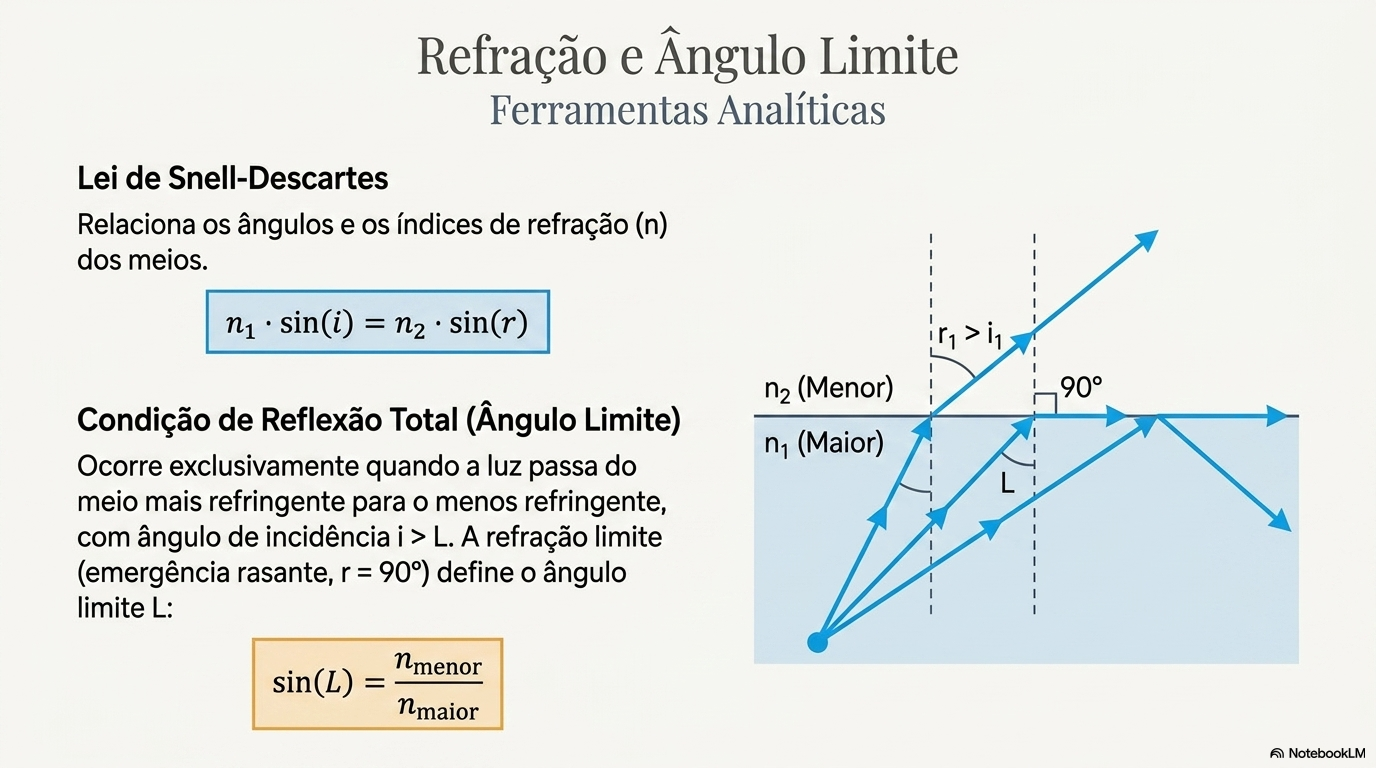 Refração e Ângulo Limite
Ferramentas Analíticas
Lei de Snell-Descartes
Relaciona os ângulos e os índices de refração (n)
dos meios.
n₁ · sin(i) = n₂ · sin(r)
Condição de Reflexão Total (Ângulo Limite)
Ocorre exclusivamente quando a luz passa do
meio mais refringente para o menos refringente,
com ângulo de incidência i > L. A refração limite
(emergência rasante, r = 90º) define o ângulo
limite L:
sin(L) = n_menor / n_maior
r₁ > i₁
n₂ (Menor)
90º
n₁ (Maior)
L
NotebookLM